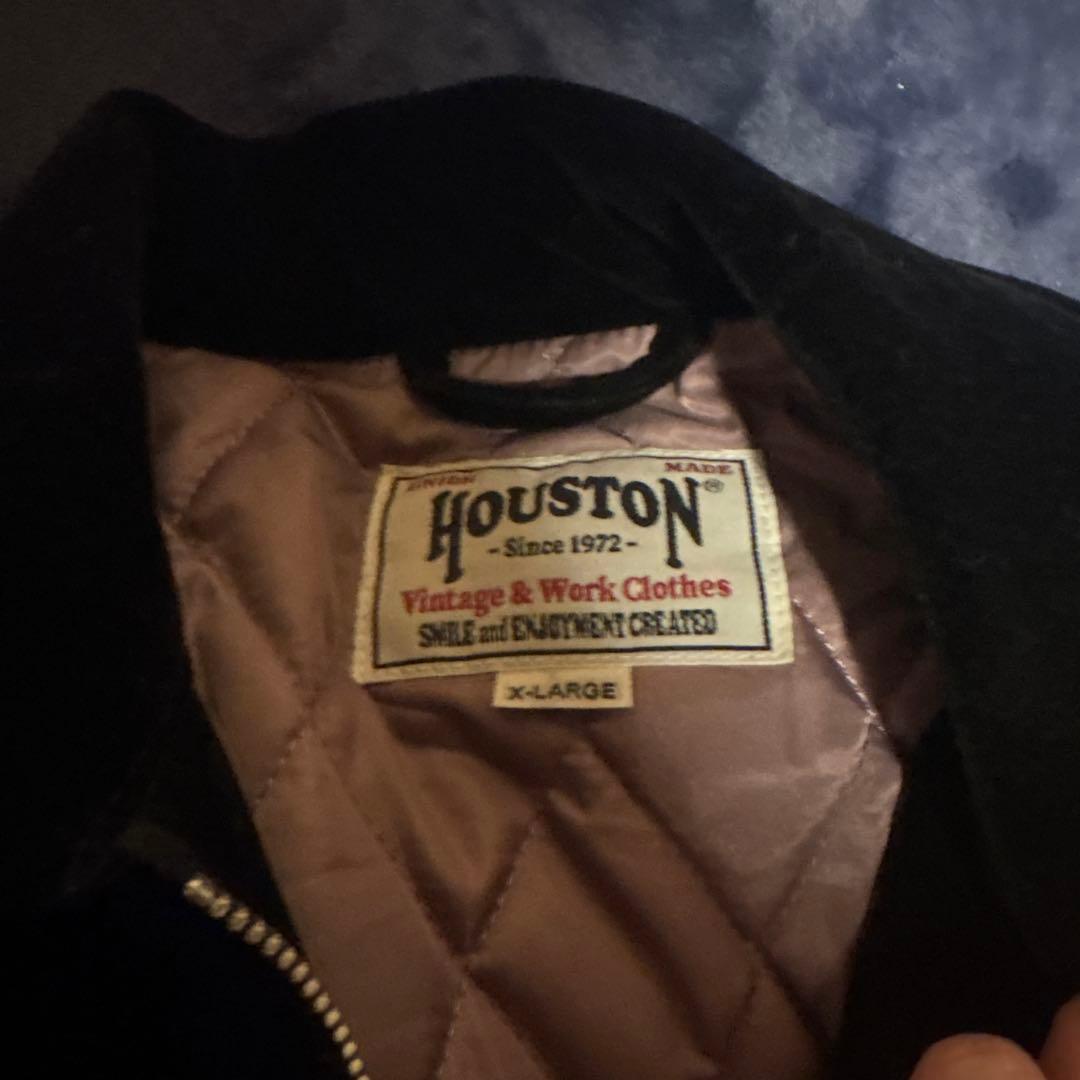 UNION MADE
HOUSTON®
- Since 1972 -
Vintage & Work Clothes
SMILE and ENJOYMENT CREATED
X-LARGE